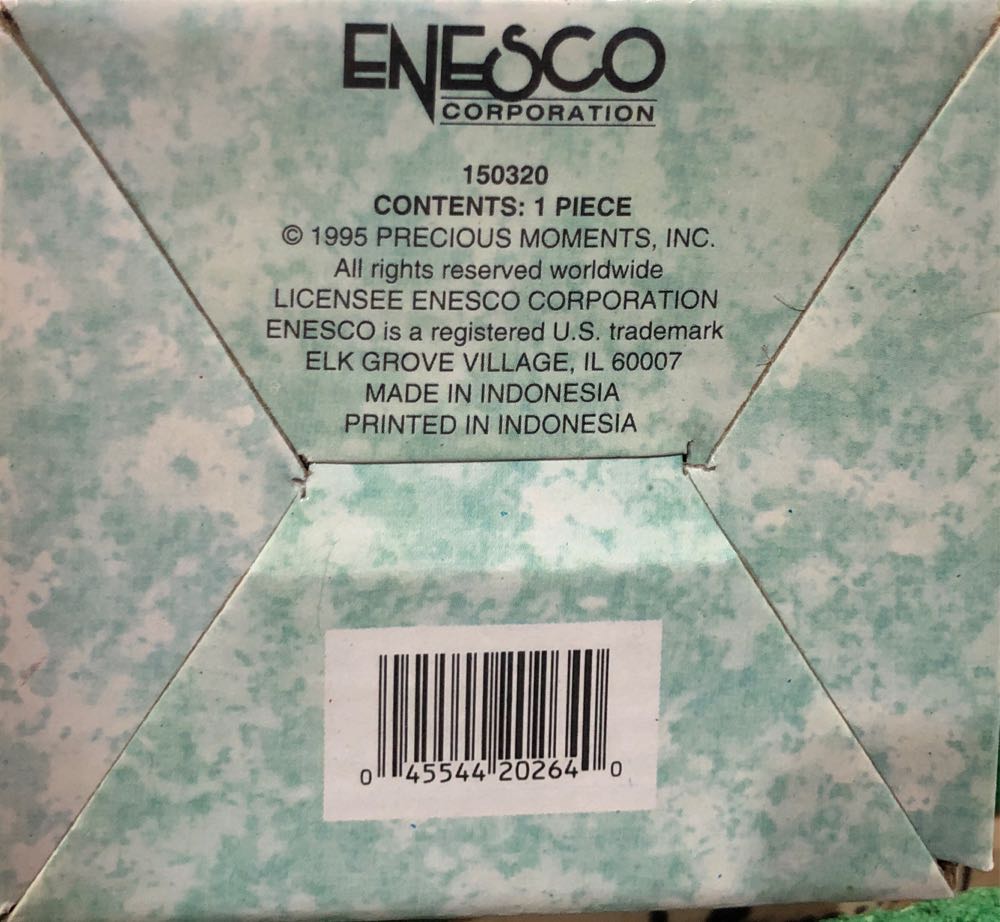 ENESCO
CORPORATION
150320
CONTENTS: 1 PIECE
© 1995 PRECIOUS MOMENTS, INC.
All rights reserved worldwide
LICENSEE ENESCO CORPORATION
ENESCO is a registered U.S. trademark
ELK GROVE VILLAGE, IL 60007
MADE IN INDONESIA
PRINTED IN INDONESIA
0 45544 20264 0